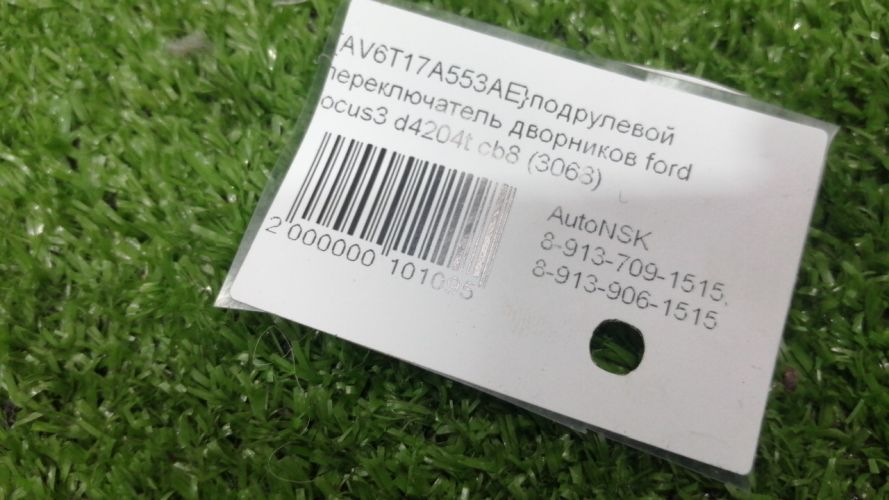 {AV6T17A553AE}подрулевой
переключатель дворников ford
focus3 d4204t cb8 (3063)
2 000000 101095
AutoNSK
8-913-709-1515,
8-913-906-1515